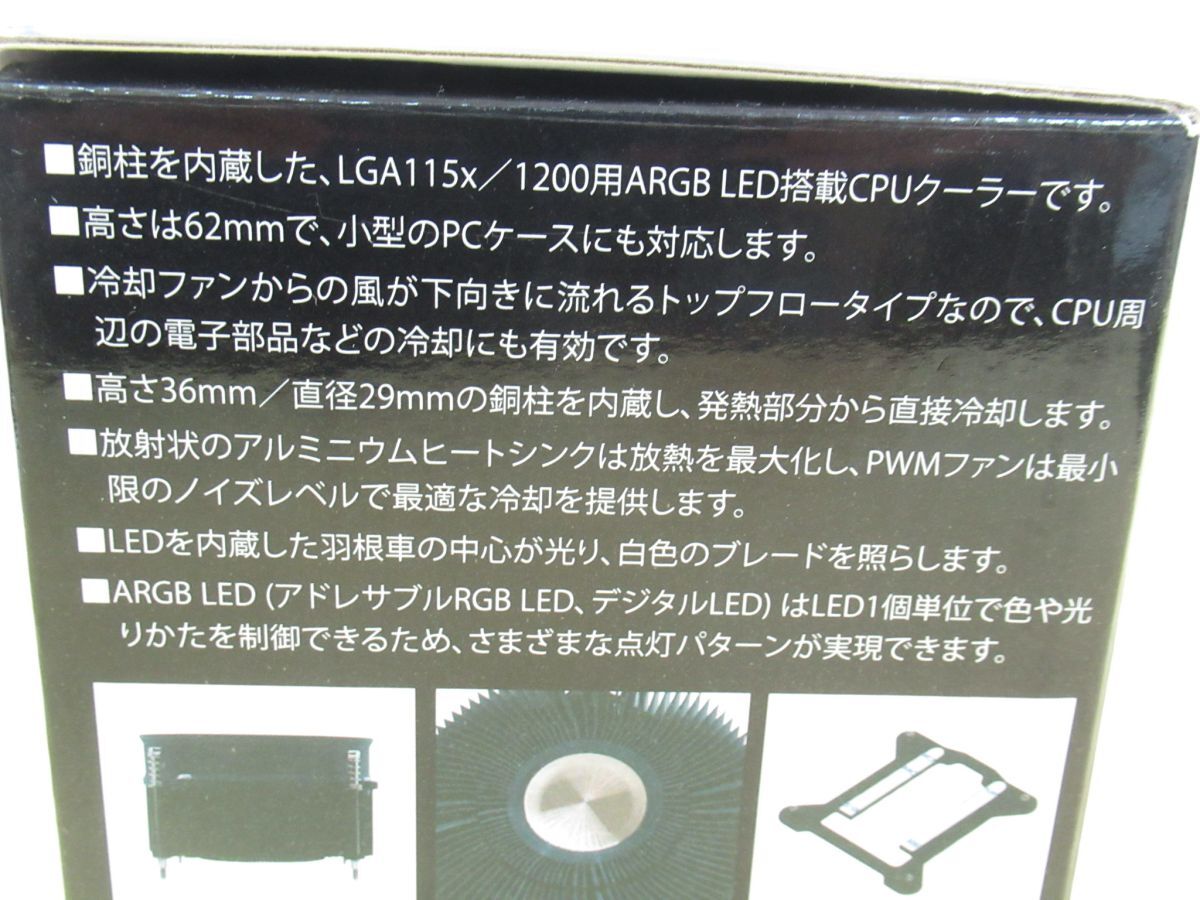 ■銅柱を内蔵した、LGA115x／1200用ARGB LED搭載CPUクーラーです。
■高さは62mmで、小型のPCケースにも対応します。
■冷却ファンからの風が下向きに流れるトップフロータイプなので、CPU周
辺の電子部品などの冷却にも有効です。
■高さ36mm／直径29mmの銅柱を内蔵し、発熱部分から直接冷却します。
■放射状のアルミニウムヒートシンクは放熱を最大化し、PWMファンは最小
限のノイズレベルで最適な冷却を提供します。
■LEDを内蔵した羽根車の中心が光り、白色のブレードを照らします。
■ARGB LED (アドレサブルRGB LED、デジタルLED) はLED1個単位で色や光
りかたを制御できるため、さまざまな点灯パターンが実現できます。